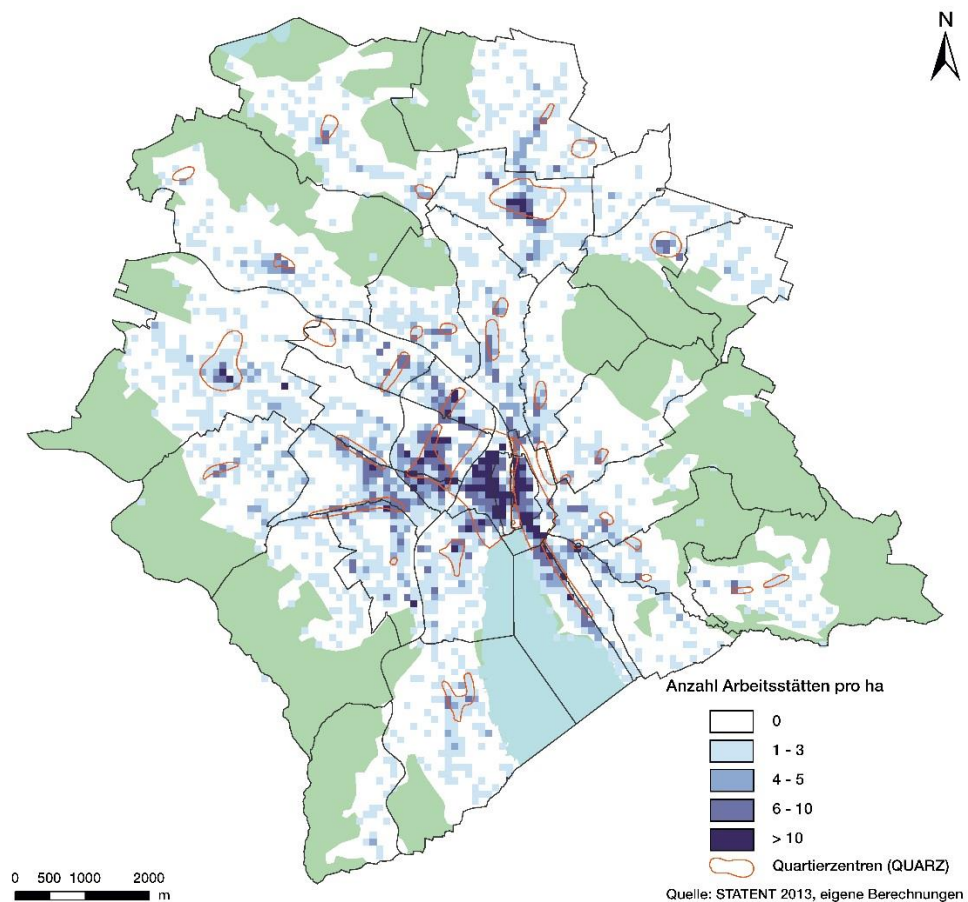 N
Anzahl Arbeitsstätten pro ha
0
1 - 3
4 - 5
6 - 10
> 10
Quartierzentren (QUARZ)
Quelle: STATENT 2013, eigene Berechnungen
0 500 1000 2000
m